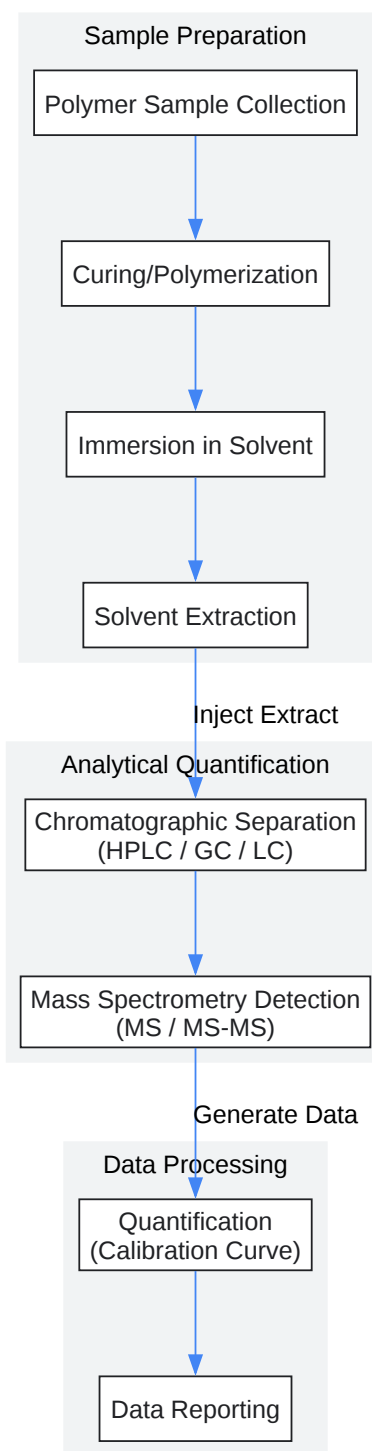 Sample Preparation
Polymer Sample Collection
Curing/Polymerization
Immersion in Solvent
Solvent Extraction
Inject Extract
Analytical Quantification
Chromatographic Separation
(HPLC / GC / LC)
Mass Spectrometry Detection
(MS / MS-MS)
Generate Data
Data Processing
Quantification
(Calibration Curve)
Data Reporting